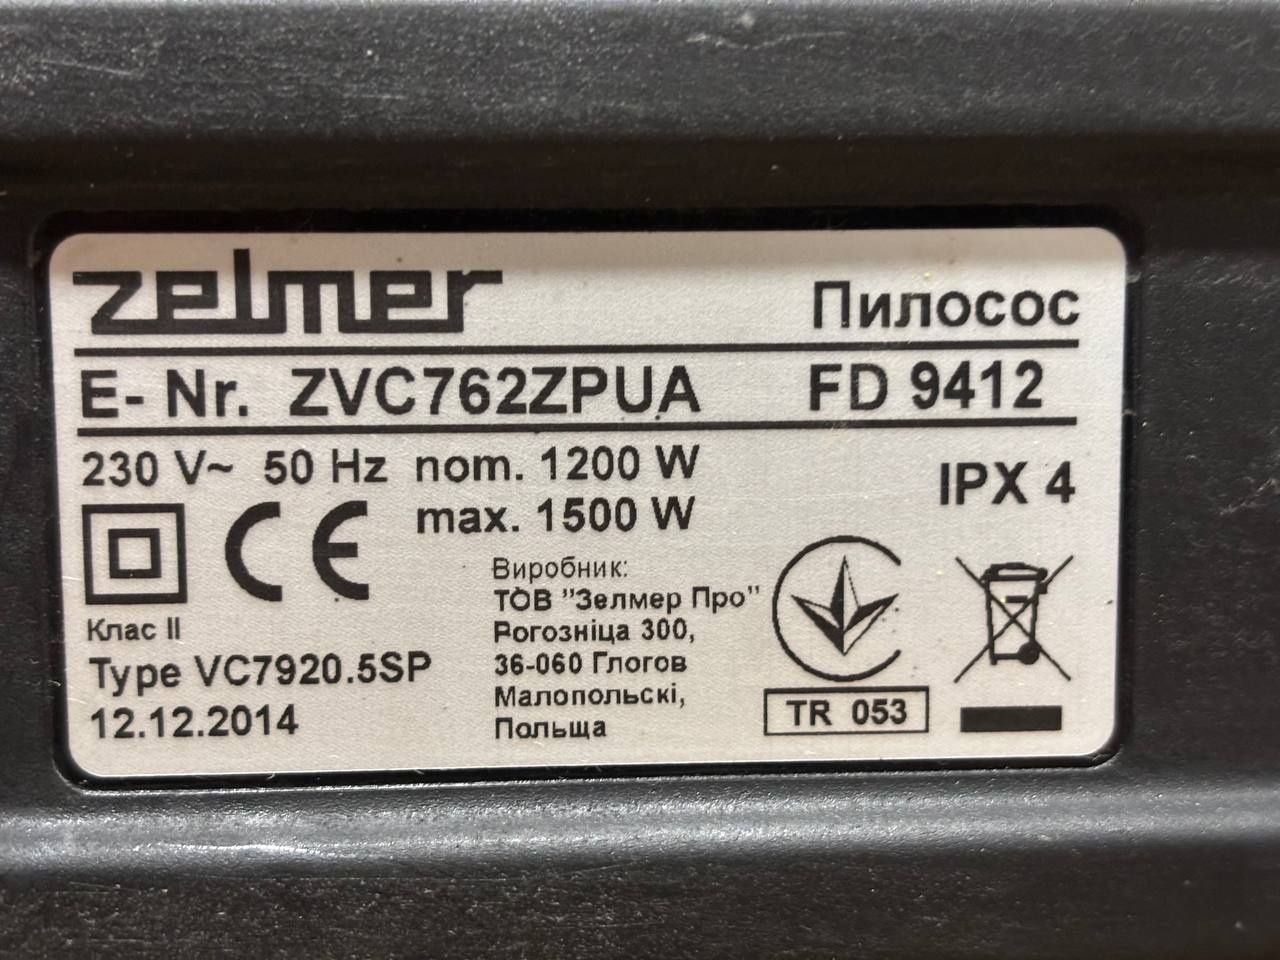 zelmer
Пилосос
E- Nr. ZVC762ZPUA
FD 9412
230 V~ 50 Hz nom. 1200 W
max. 1500 W
IPX 4
CE
Клас II
Type VC7920.5SP
12.12.2014
Виробник:
ТОВ "Зелмер Про"
Рогозніца 300,
36-060 Глогов
Малопольскі,
Польща
TR 053